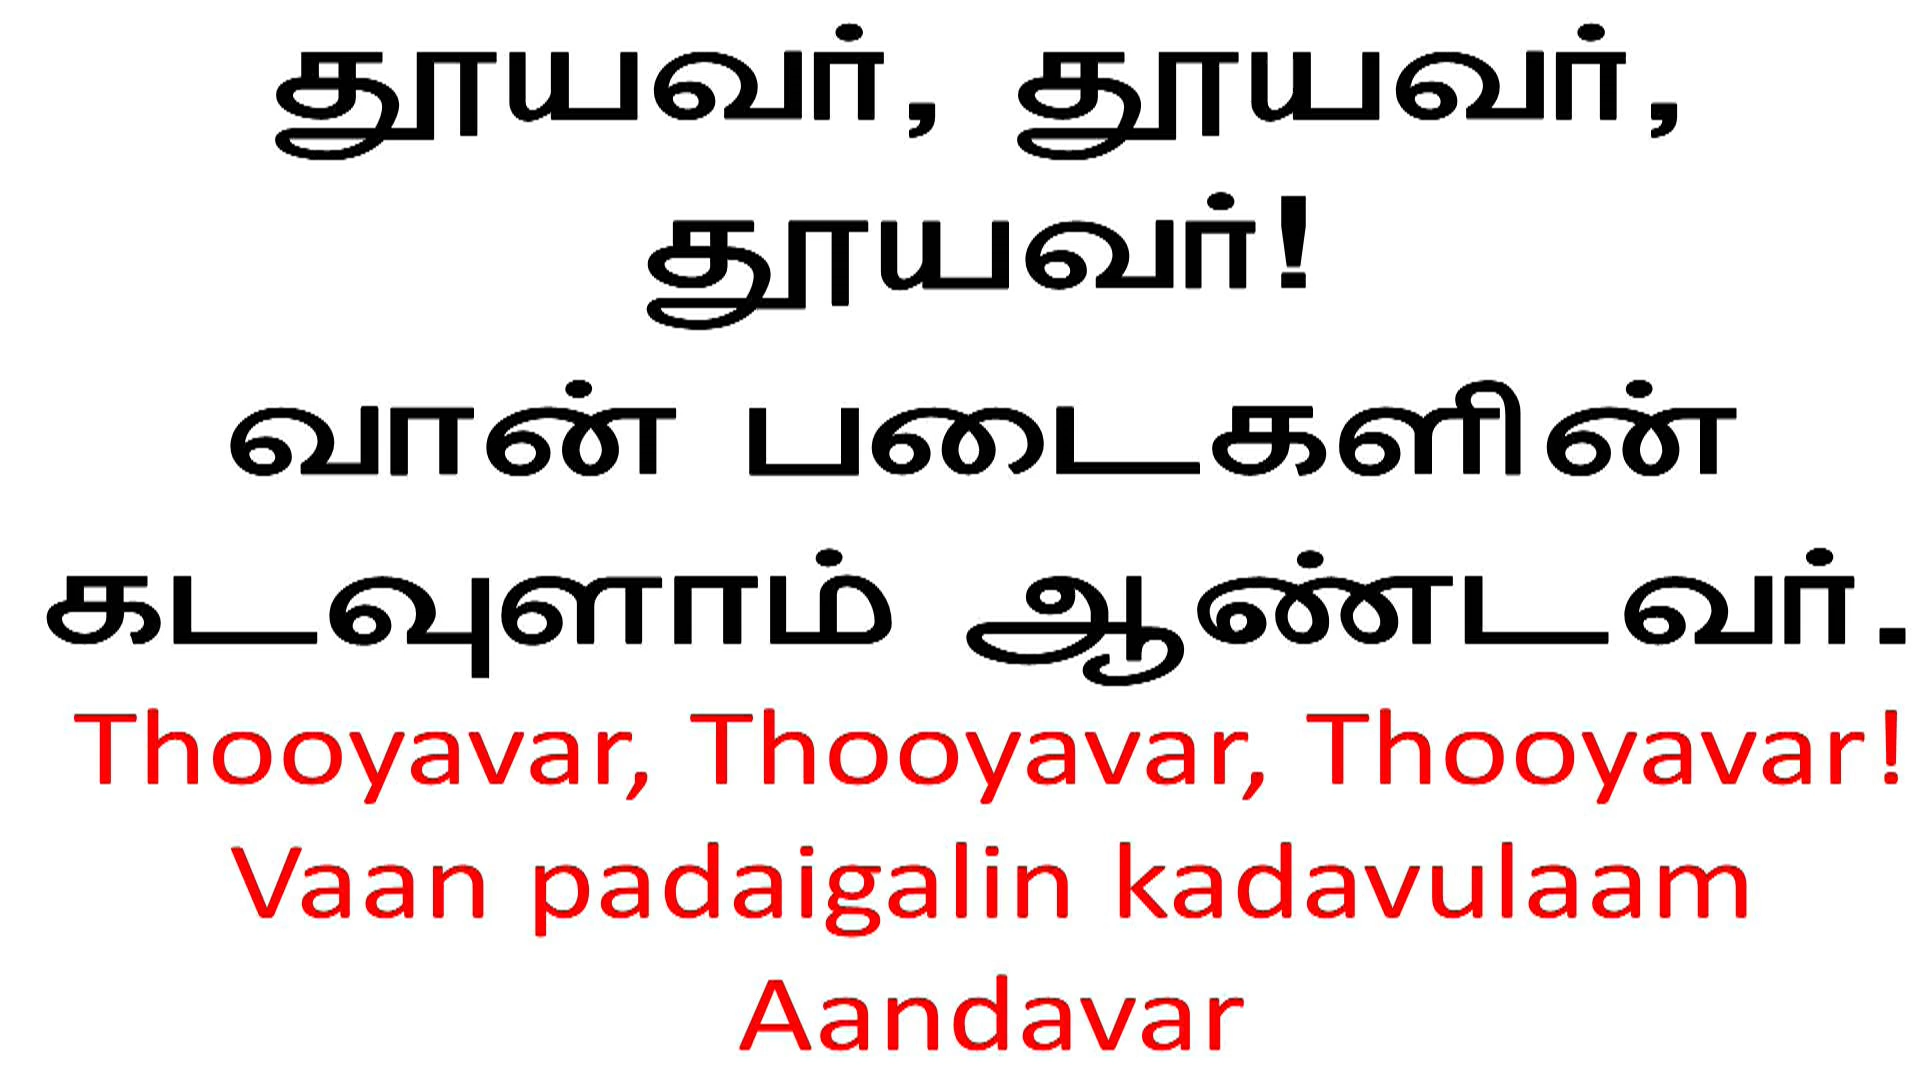 தூயவர், தூயவர்,
தூயவர்!
வான் படைகளின்
கடவுளாம் ஆண்டவர்.
Thooyavar, Thooyavar, Thooyavar!
Vaan padaigalin kadavulaam
Aandavar